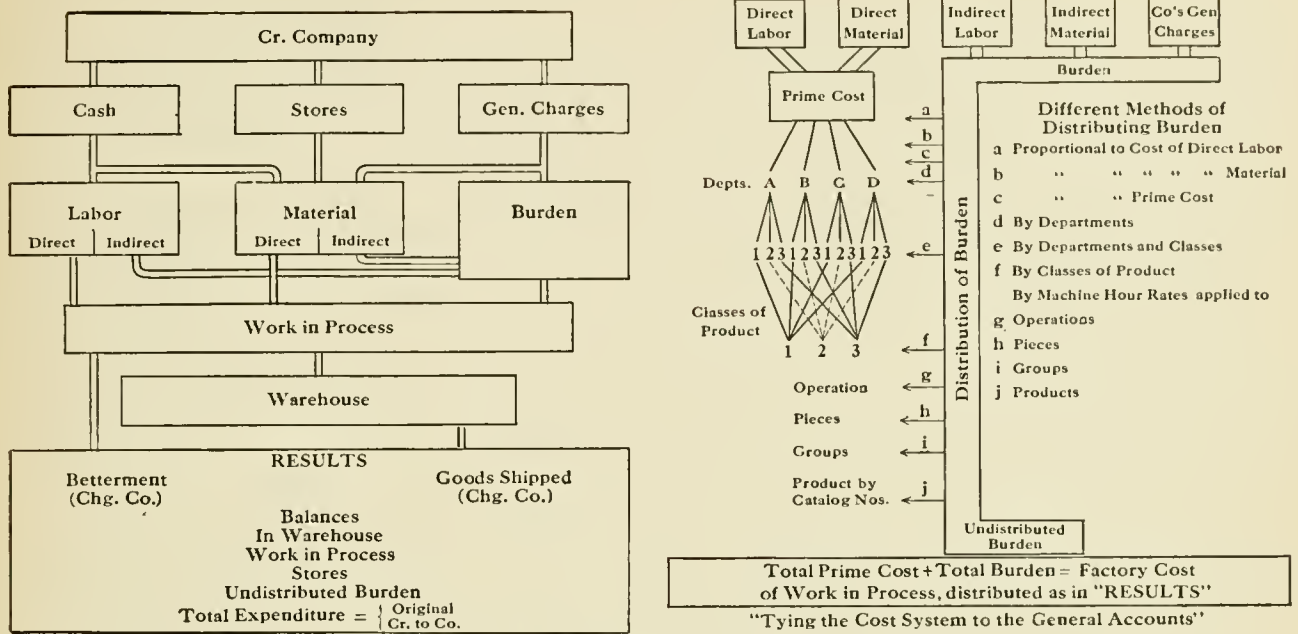 Cr. Company
Cash
Stores
Gen. Charges
Labor
Direct
Indirect
Material
Direct
Indirect
Burden
Work in Process
Warehouse
RESULTS
Betterment
(Chg. Co.)
Goods Shipped
(Chg. Co.)
Balances
In Warehouse
Work in Process
Stores
Undistributed Burden
Total Expenditure = { Original
Cr. to Co.
Direct
Labor
Direct
Material
Indirect
Labor
Indirect
Material
Co's Gen
Charges
Burden
Prime Cost
a
b
c
d
Depts. A B C D
1 2 3 1 2 3 1 2 3 1 2 3
e
Classes of
Product
1 2 3
f
Operation
g
Pieces
h
Groups
i
Product by
Catalog Nos.
j
Distribution of Burden
Undistributed
Burden
Different Methods of
Distributing Burden
a Proportional to Cost of Direct Labor
b " " " " " Material
c " " Prime Cost
d By Departments
e By Departments and Classes
f By Classes of Product
By Machine Hour Rates applied to
g Operations
h Pieces
i Groups
j Products
Total Prime Cost + Total Burden = Factory Cost
of Work in Process, distributed as in "RESULTS"
"Tying the Cost System to the General Accounts"